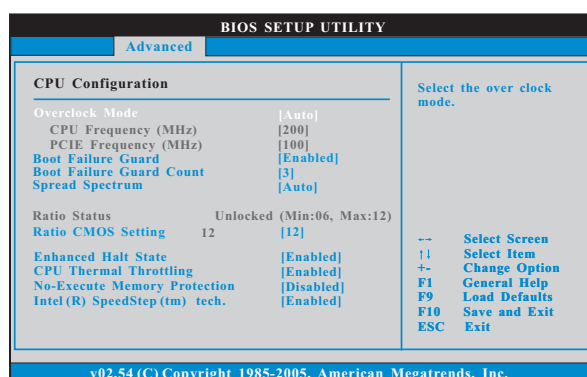 BIOS SETUP UTILITY
Advanced
CPU Configuration
Overclock Mode [Auto]
CPU Frequency (MHz) [200]
PCIE Frequency (MHz) [100]
Boot Failure Guard [Enabled]
Boot Failure Guard Count [3]
Spread Spectrum [Auto]
Ratio Status Unlocked (Min:06, Max:12)
Ratio CMOS Setting 12 [12]
Enhanced Halt State [Enabled]
CPU Thermal Throttling [Enabled]
No-Execute Memory Protection [Disabled]
Intel (R) SpeedStep(tm) tech. [Enabled]
Select the over clock
mode.
←→ Select Screen
↑↓ Select Item
+- Change Option
F1 General Help
F9 Load Defaults
F10 Save and Exit
ESC Exit
v02.54 (C) Copyright 1985-2005, American Megatrends, Inc.